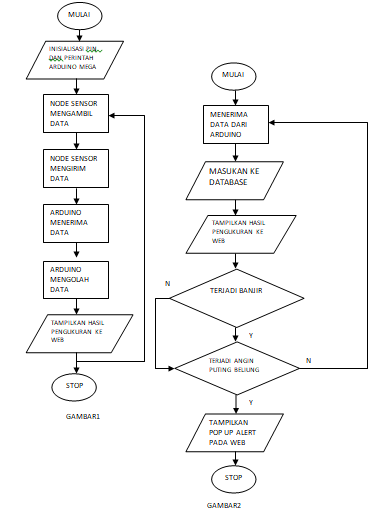 MULAI
INISIALISASI PIN
DAN PERINTAH
ARDUINO MEGA
NODE SENSOR
MENGAMBIL
DATA
NODE SENSOR
MENGIRIM
DATA
ARDUINO
MENERIMA
DATA
ARDUINO
MENGOLAH
DATA
TAMPILKAN HASIL
PENGUKURAN KE
WEB
STOP
GAMBAR1
MULAI
MENERIMA
DATA DARI
ARDUINO
MASUKAN KE
DATABASE
TAMPILKAN HASIL
PENGUKURAN KE
WEB
N
TERJADI BANJIR
Y
TERJADI ANGIN
PUTING BELIUNG
N
Y
TAMPILKAN
POP UP ALERT
PADA WEB
STOP
GAMBAR2